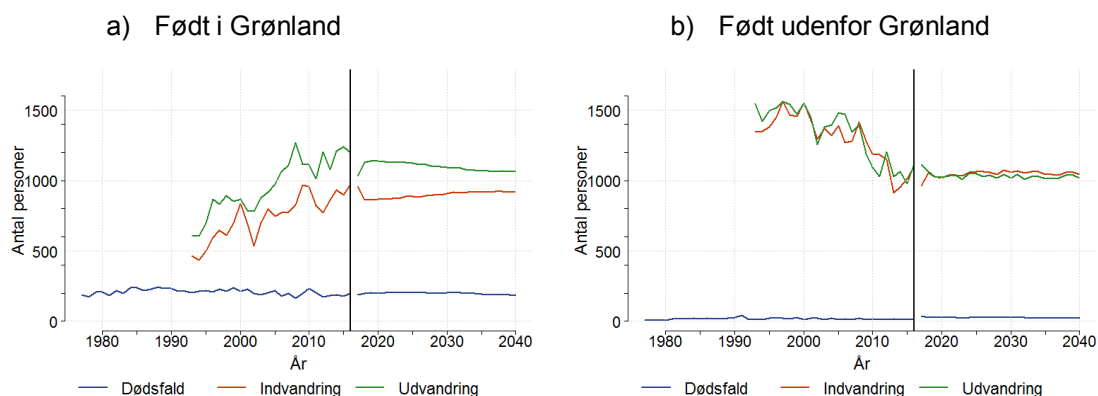 a) Født i Grønland
1500
1000
500
0
Antal personer
1980 1990 2000 2010 2020 2030 2040
År
Dødsfald Indvandring Udvandring
b) Født udenfor Grønland
1500
1000
500
0
Antal personer
1980 1990 2000 2010 2020 2030 2040
År
Dødsfald Indvandring Udvandring